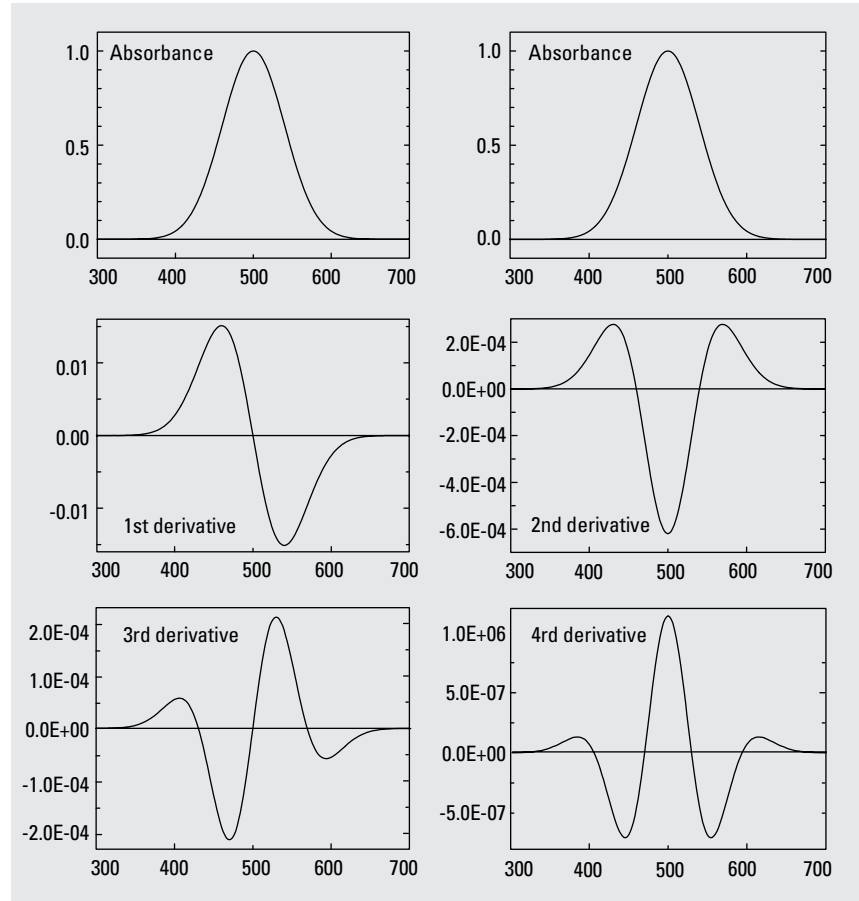 1.0
Absorbance
0.5
0.0
300 400 500 600 700
1.0
Absorbance
0.5
0.0
300 400 500 600 700
0.01
0.00
-0.01
1st derivative
300 400 500 600 700
2.0E-04
0.0E+00
-2.0E-04
-4.0E-04
-6.0E-04
2nd derivative
300 400 500 600 700
2.0E-04
3rd derivative
1.0E-04
0.0E+00
-1.0E-04
-2.0E-04
300 400 500 600 700
1.0E+06
4rd derivative
5.0E-07
0.0E+00
-5.0E-07
300 400 500 600 700